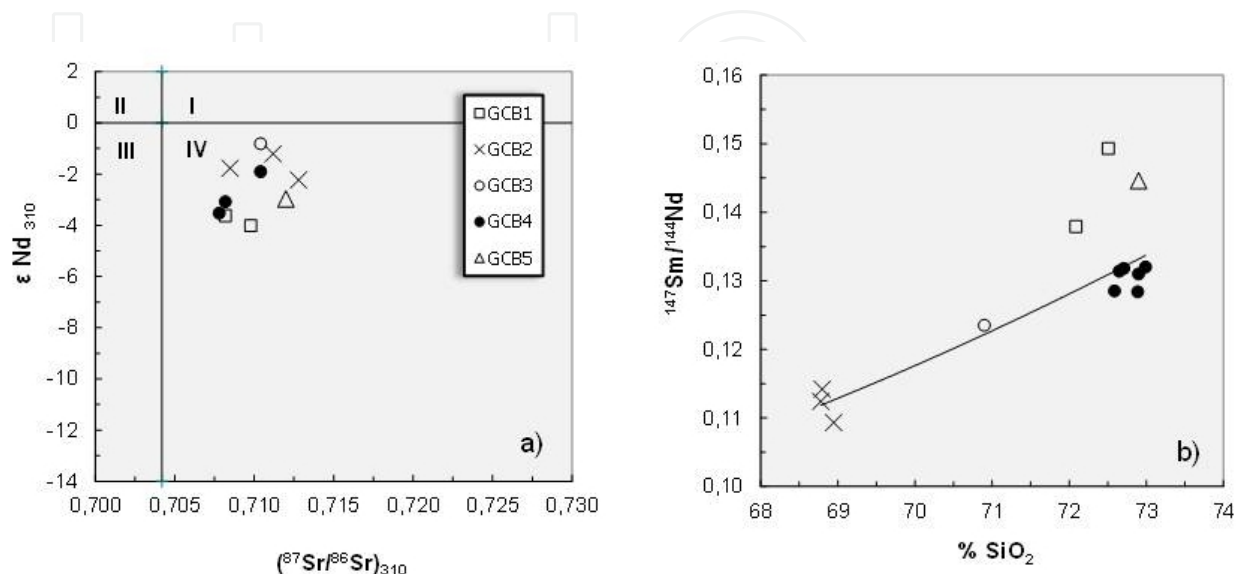 2
0
-2
-4
-6
-8
-10
-12
-14
ε Nd 310
II
I
III
IV
GCB1
GCB2
GCB3
GCB4
GCB5
a)
0,700
0,705
0,710
0,715
0,720
0,725
0,730
(⁸⁷Sr/⁸⁶Sr)₃₁₀
0,16
0,15
0,14
0,13
0,12
0,11
0,10
¹⁴⁷Sm/¹⁴⁴Nd
b)
68
69
70
71
72
73
74
% SiO₂